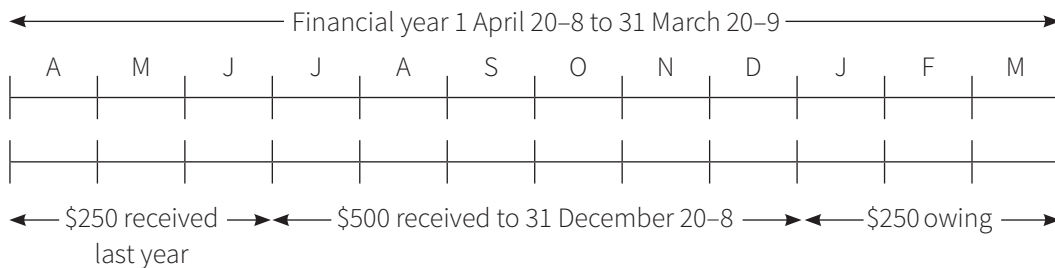 Financial year 1 April 20–8 to 31 March 20–9
A M J J A S O N D J F M
$250 received $500 received to 31 December 20–8 $250 owing
last year